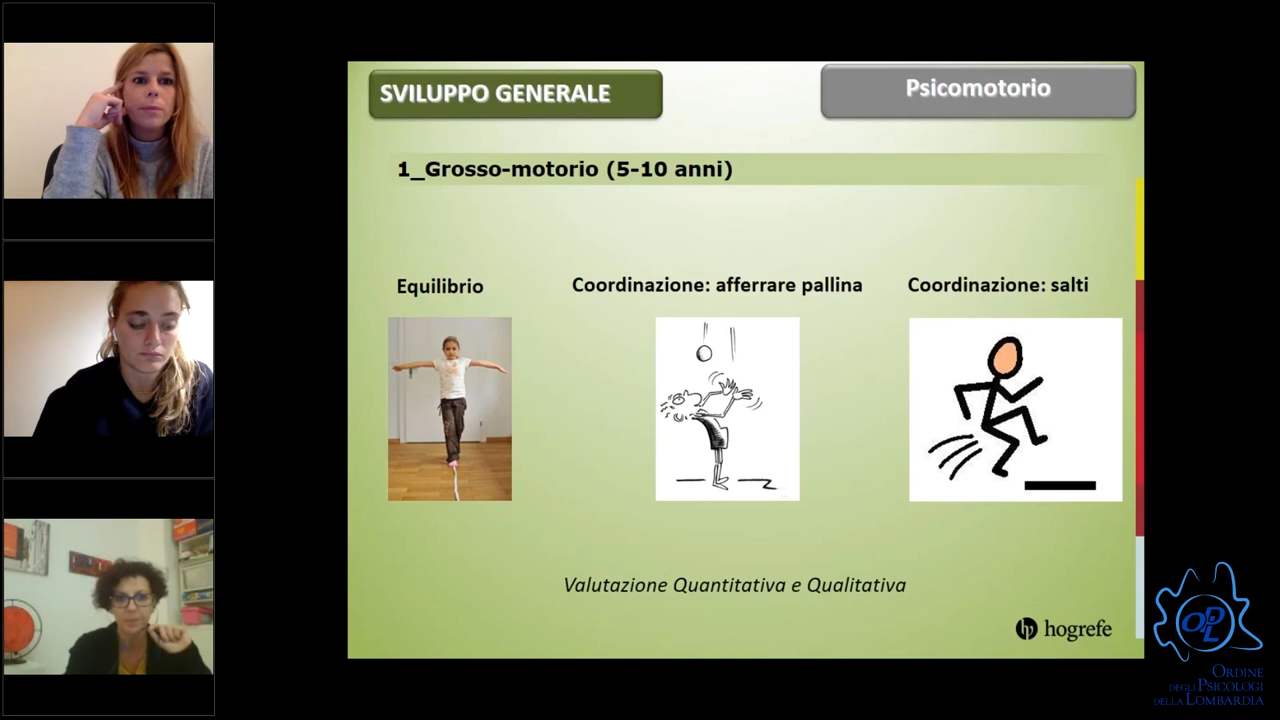 SVILUPPO GENERALE
Psicomotorio
1_Grosso-motorio (5-10 anni)
Equilibrio
Coordinazione: afferrare pallina
Coordinazione: salti
Valutazione Quantitativa e Qualitativa
hogrefe
OPL
ORDINE
DEGLI PSICOLOGI
DELLA LOMBARDIA